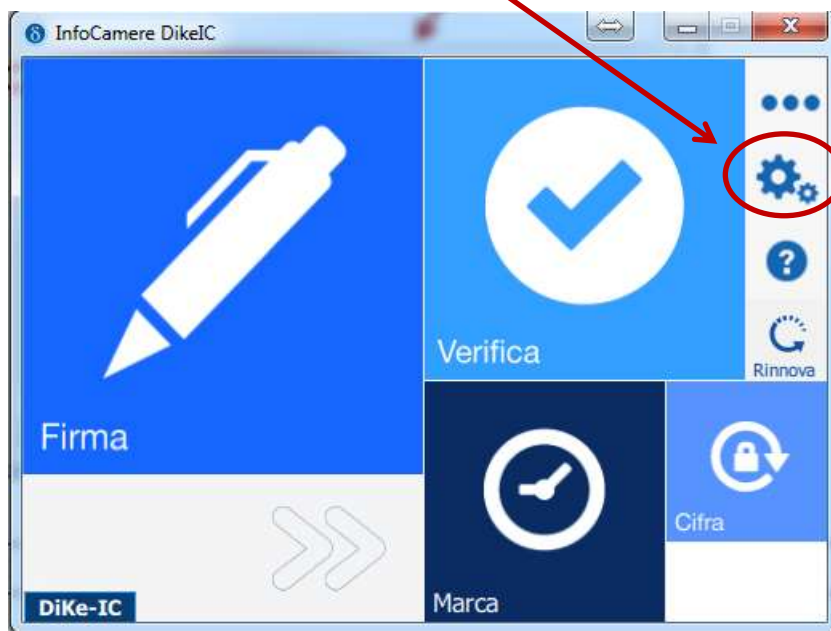 InfoCamere DikeIC
Verifica
Rinnova
Firma
Cifra
Marca
DiKe-IC